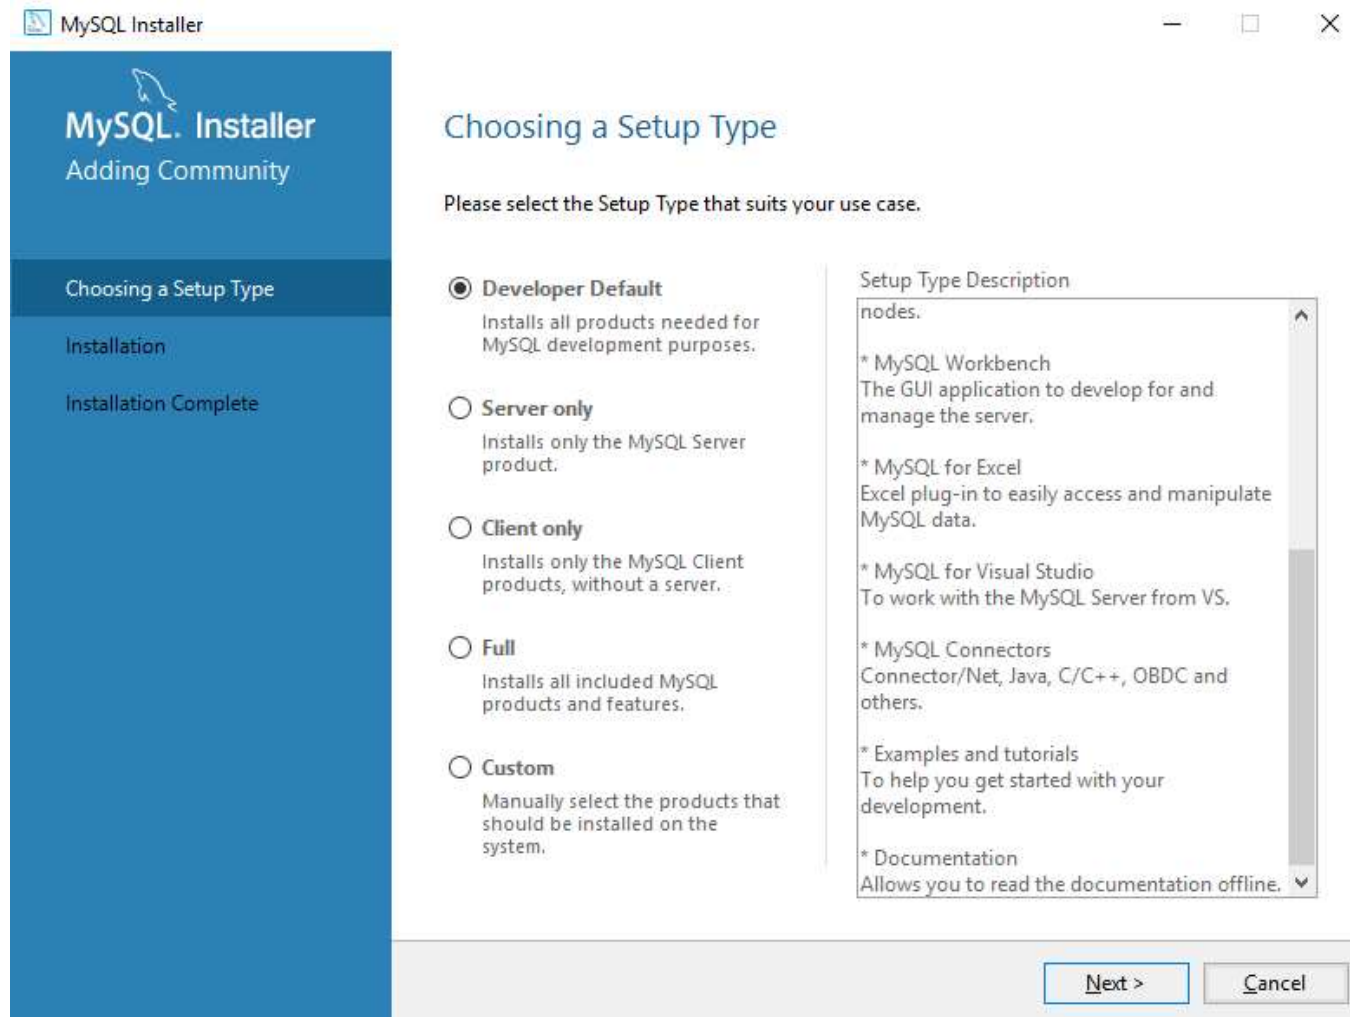 MySQL Installer
MySQL. Installer
Adding Community
Choosing a Setup Type
Installation
Installation Complete
Choosing a Setup Type
Please select the Setup Type that suits your use case.
Developer Default
Installs all products needed for
MySQL development purposes.
Server only
Installs only the MySQL Server
product.
Client only
Installs only the MySQL Client
products, without a server.
Full
Installs all included MySQL
products and features.
Custom
Manually select the products that
should be installed on the
system.
Setup Type Description
nodes.
* MySQL Workbench
The GUI application to develop for and
manage the server.
* MySQL for Excel
Excel plug-in to easily access and manipulate
MySQL data.
* MySQL for Visual Studio
To work with the MySQL Server from VS.
* MySQL Connectors
Connector/Net, Java, C/C++, OBDC and
others.
* Examples and tutorials
To help you get started with your
development.
* Documentation
Allows you to read the documentation offline.
Next >
Cancel